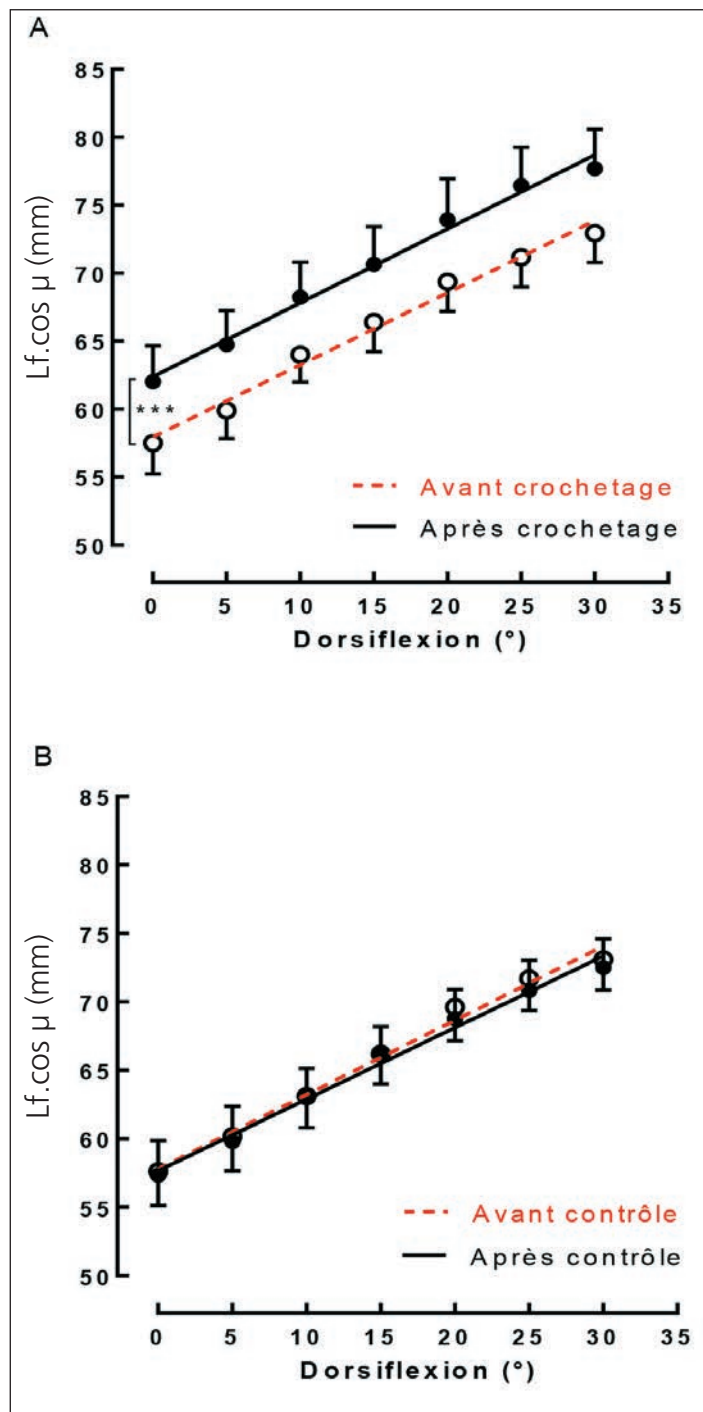 A
Lf.cos µ (mm)
85
80
75
70
65
60
55
50
***
Avant crochetage
Après crochetage
0 5 10 15 20 25 30 35
Dorsiflexion (°)
B
Lf.cos µ (mm)
85
80
75
70
65
60
55
50
Avant contrôle
Après contrôle
0 5 10 15 20 25 30 35
Dorsiflexion (°)